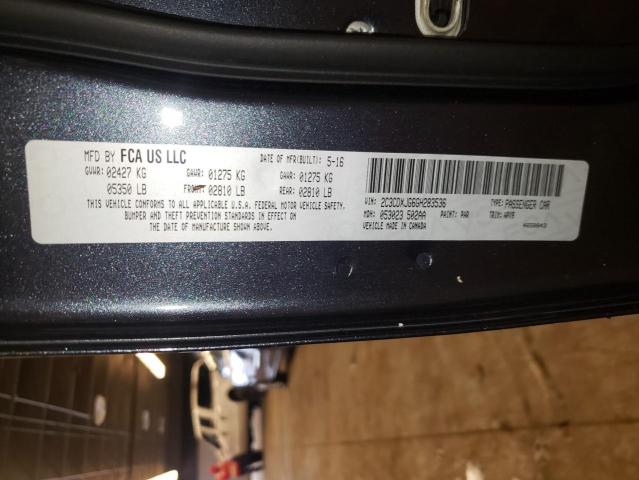 MFD BY FCA US LLC DATE OF MFR(BUILT): 5-16
GVWR: 02427 KG GAWR: 01275 KG GAWR: 01275 KG
05350 LB FRONT: 02810 LB REAR: 02810 LB
THIS VEHICLE CONFORMS TO ALL APPLICABLE U.S.A. FEDERAL MOTOR VEHICLE SAFETY,
BUMPER AND THEFT PREVENTION STANDARDS IN EFFECT ON
THE DATE OF MANUFACTURE SHOWN ABOVE.
VIN: 2C3CDXJG6GH283536 TYPE: PASSENGER CAR
MDH: 053023 502AA PAINT: PAR TRIM: APX9
VEHICLE MADE IN CANADA